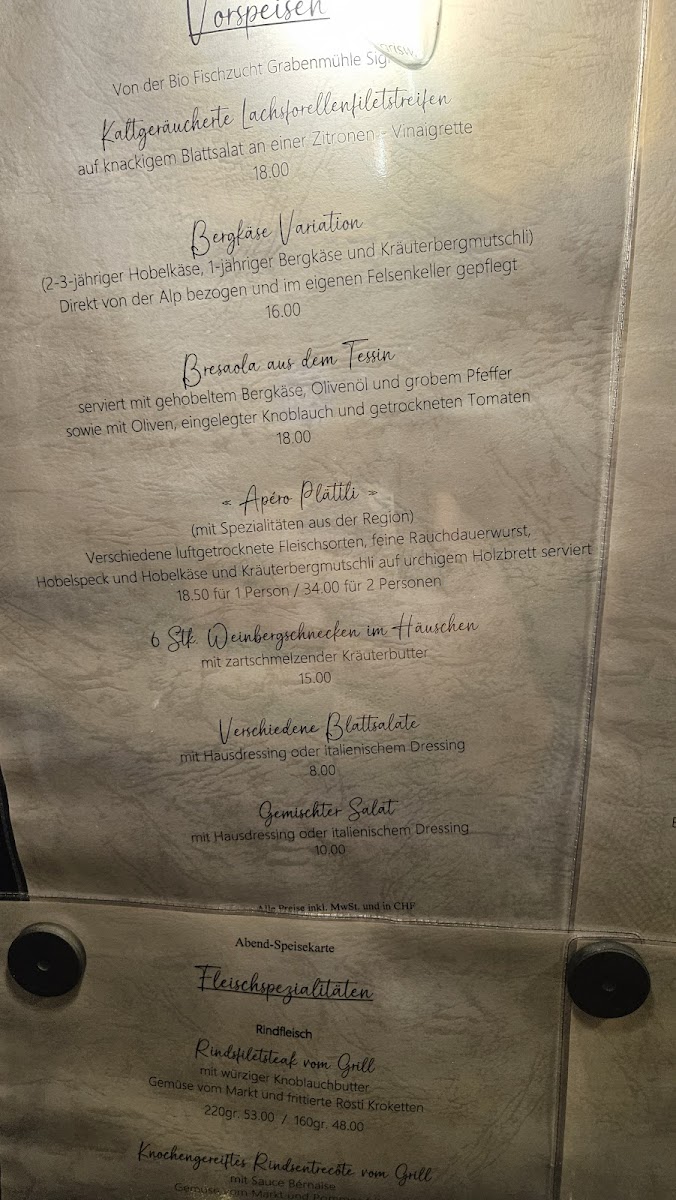 Vorspeisen
Von der Bio Fischzucht Grabenmühle
Kaltgeräucherte Lachsforellenfiletstreifen
auf knackigem Blattsalat an einer Zitronen - Vinaigrette
18.00
Bergkäse Variation
(2-3-jähriger Hobelkäse, 1-jähriger Bergkäse und Kräuterbergmutschli)
Direkt von der Alp bezogen und im eigenen Felsenkeller gepflegt
16.00
Bresaola aus dem Tessin
serviert mit gehobeltem Bergkäse, Olivenöl und grobem Pfeffer
sowie mit Oliven, eingelegter Knoblauch und getrockneten Tomaten
18.00
« Apéro Plättli »
(mit Spezialitäten aus der Region)
Verschiedene luftgetrocknete Fleischsorten, feine Rauchdauerwurst,
Hobelspeck und Hobelkäse und Kräuterbergmutschli auf urchigem Holzbrett serviert
18.50 für 1 Person / 34.00 für 2 Personen
6 Stk. Weinbergschnecken im Häuschen
mit zartschmelzender Kräuterbutter
15.00
Verschiedene Blattsalate
mit Hausdressing oder italienischem Dressing
8.00
Gemischter Salat
mit Hausdressing oder italienischem Dressing
10.00
Alle Preise inkl. MwSt. und in CHF
Abend-Speisekarte
Fleischspezialitäten
Rindfleisch
Rindsfiletsteak vom Grill
mit würziger Knoblauchbutter
Gemüse vom Markt und frittierte Rösti Kroketten
220gr. 53.00 / 160gr. 48.00
Knochengereiftes Rindsentrecôte vom Grill
mit Sauce Bérnaise
Gemüse vom Markt und